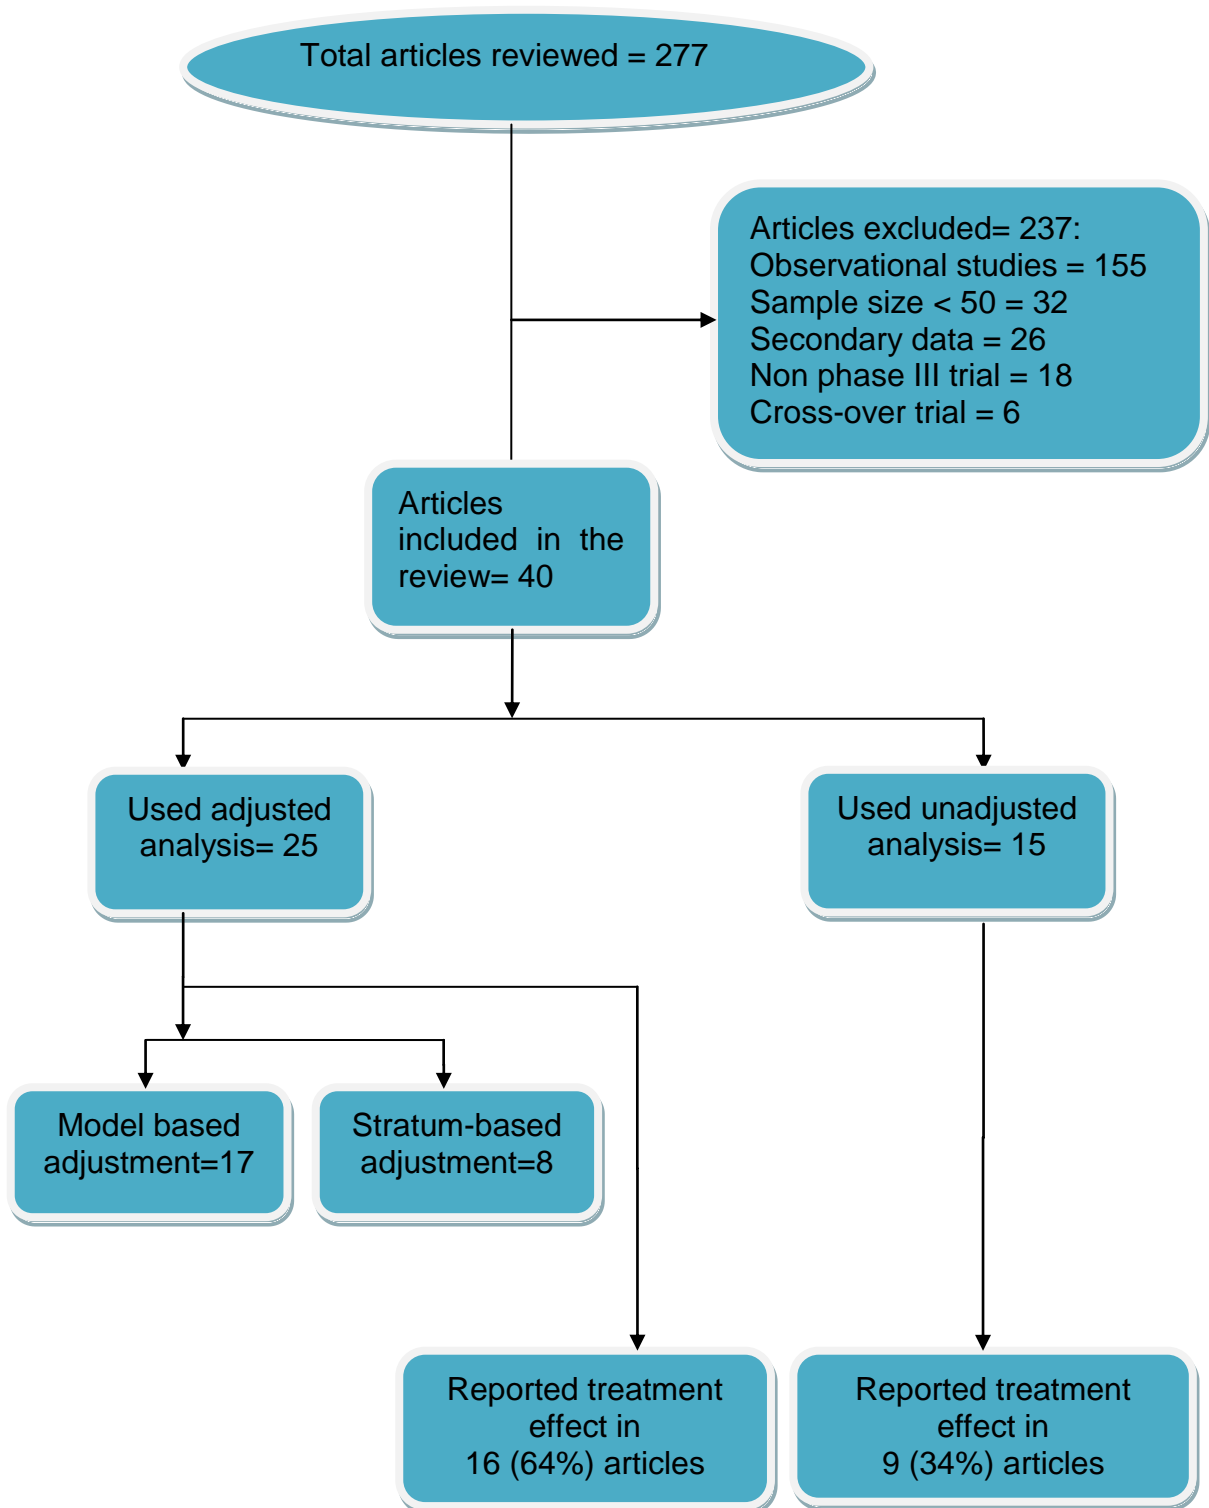 Total articles reviewed = 277
Articles excluded= 237:
Observational studies = 155
Sample size < 50 = 32
Secondary data = 26
Non phase III trial = 18
Cross-over trial = 6
Articles
included in the
review= 40
Used adjusted
analysis= 25
Used unadjusted
analysis= 15
Model based
adjustment=17
Stratum-based
adjustment=8
Reported treatment
effect in
16 (64%) articles
Reported treatment
effect in
9 (34%) articles